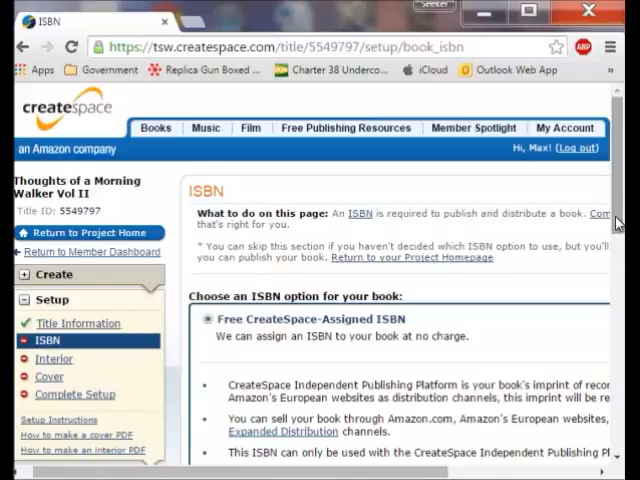 Seeker
ISBN
https://tsw.createspace.com/title/5549797/setup/book_isbn
ABP
Apps Government Replica Gun Boxed ... Charter 38 Underco... iCloud Outlook Web App »
createspace
Books Music Film Free Publishing Resources Member Spotlight My Account
an Amazon company Hi, Max! (Log out)
Thoughts of a Morning
Walker Vol II
Title ID: 5549797
Return to Project Home
Return to Member Dashboard
Create
Setup
Title Information
ISBN
Interior
Cover
Complete Setup
Setup Instructions
How to make a cover PDF
How to make an interior PDF
ISBN
What to do on this page: An ISBN is required to publish and distribute a book. Com
that's right for you.
* You can skip this section if you haven't decided which ISBN option to use, but you'll
you can publish your book. Return to your Project Homepage
Choose an ISBN option for your book:
Free CreateSpace-Assigned ISBN
We can assign an ISBN to your book at no charge.
• CreateSpace Independent Publishing Platform is your book's imprint of recor
Amazon's European websites as distribution channels, this imprint will be re
• You can sell your book through Amazon.com, Amazon's European websites,
Expanded Distribution channels.
• This ISBN can only be used with the CreateSpace Independent Publishing Pl